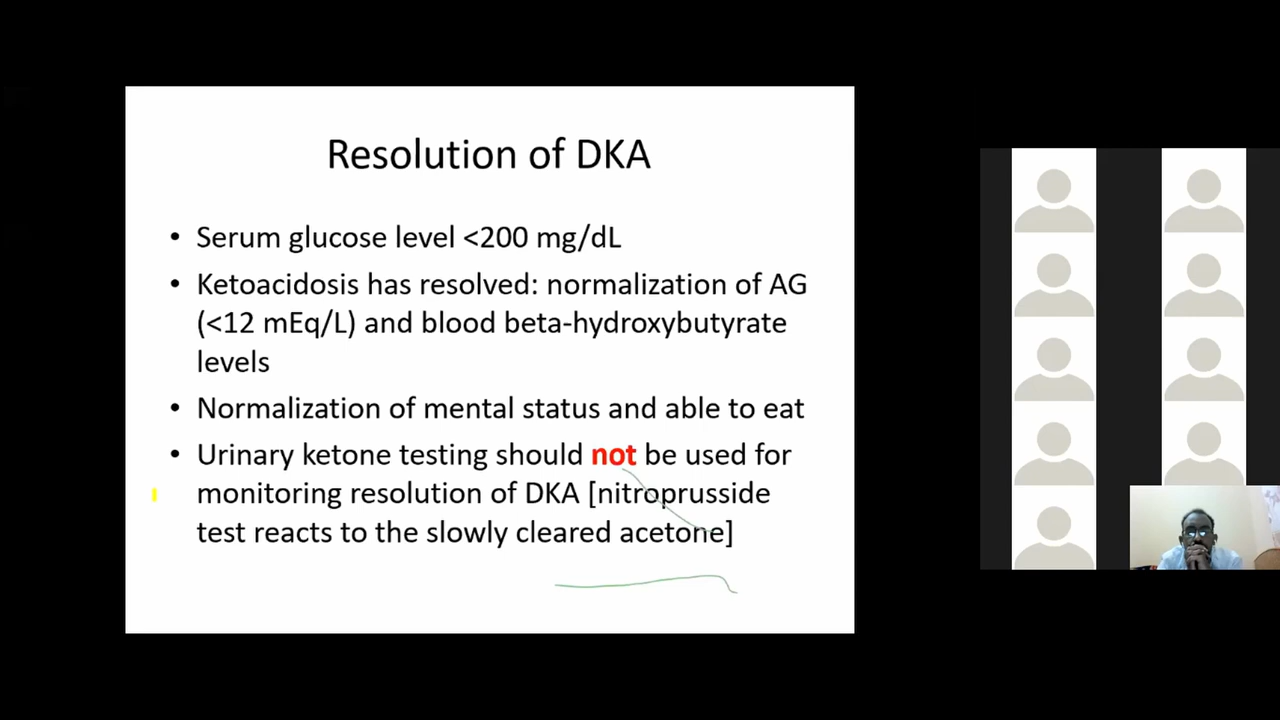 Resolution of DKA
• Serum glucose level <200 mg/dL
• Ketoacidosis has resolved: normalization of AG
(<12 mEq/L) and blood beta-hydroxybutyrate
levels
• Normalization of mental status and able to eat
• Urinary ketone testing should not be used for
monitoring resolution of DKA [nitroprusside
test reacts to the slowly cleared acetone]